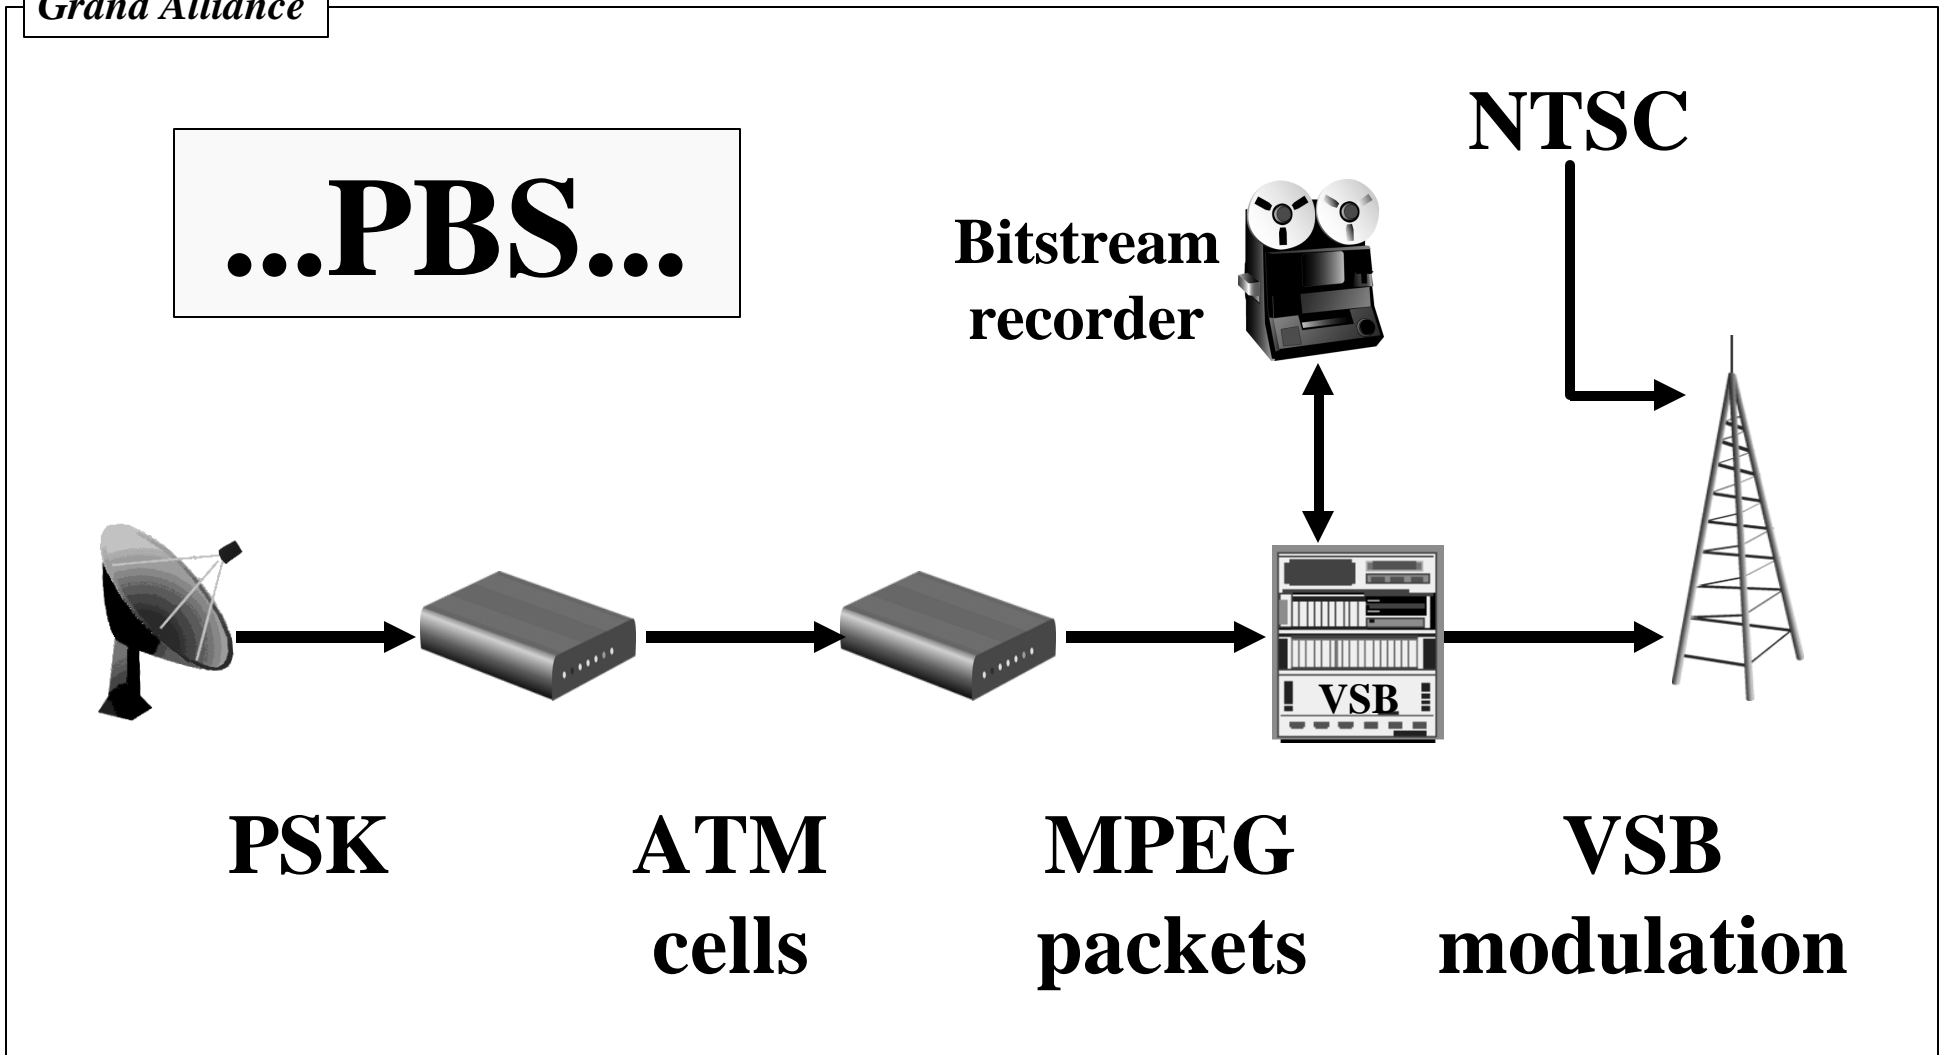 Grand Alliance
...PBS...
NTSC
Bitstream
recorder
VSB
PSK
ATM
cells
MPEG
packets
VSB
modulation